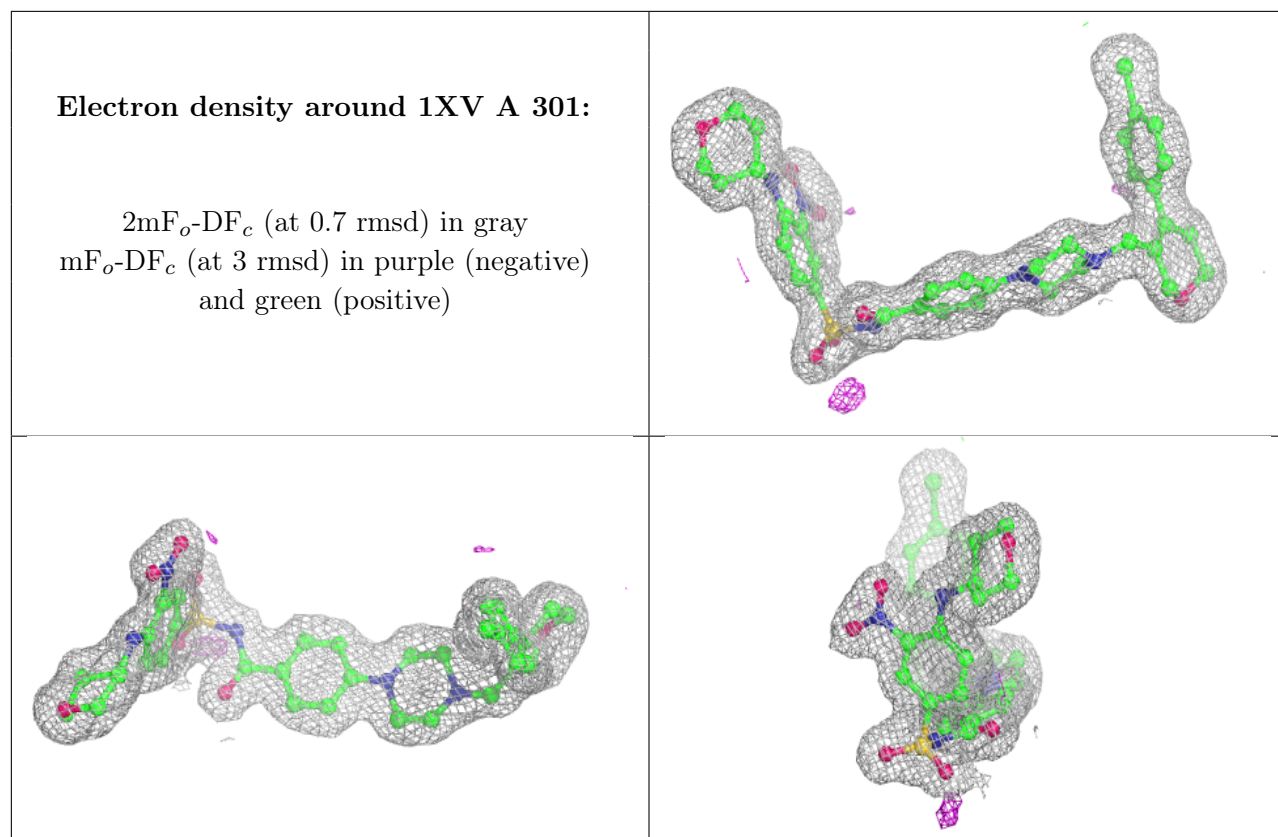 Electron density around 1XV A 301:
2mFo-DFc (at 0.7 rmsd) in gray
mFo-DFc (at 3 rmsd) in purple (negative)
and green (positive)